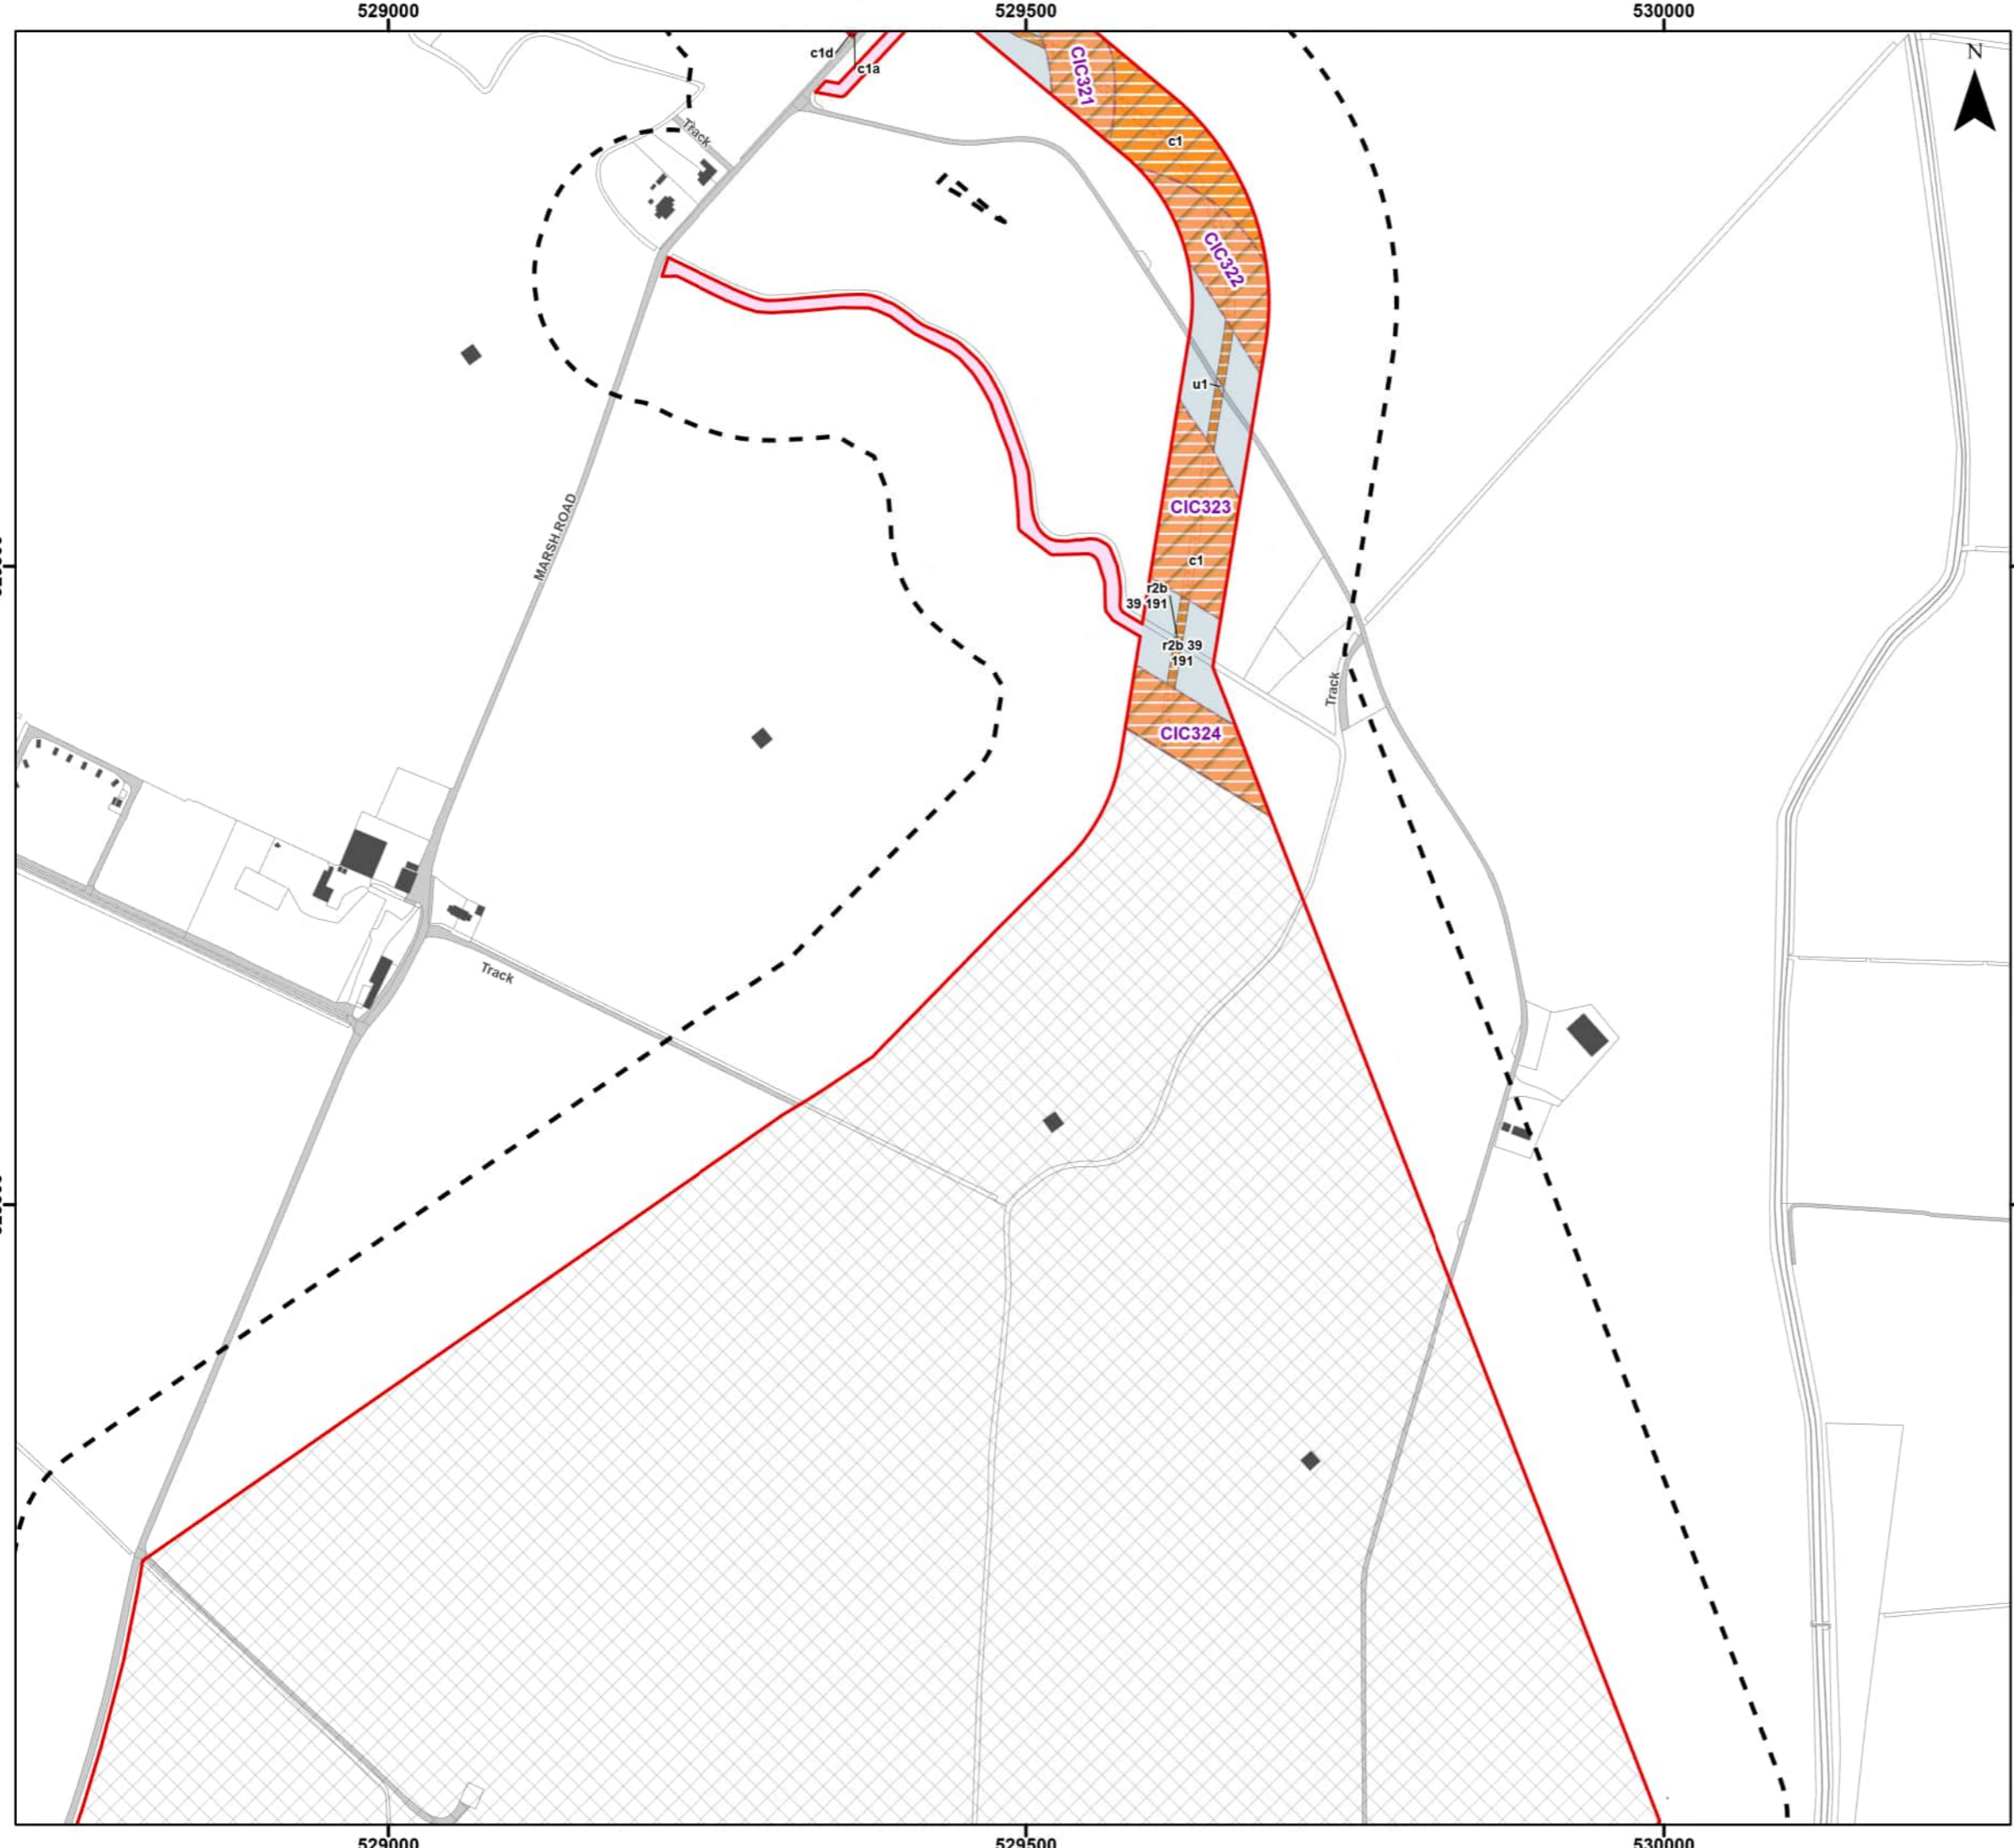 529000
529500
530000
N
c1d
c1a
CIC321
Track
c1
CIC322
u1
MARSH ROAD
CIC323
c1
r2b
39 191
r2b 39
191
Track
CIC324
Track
529000
529500
530000